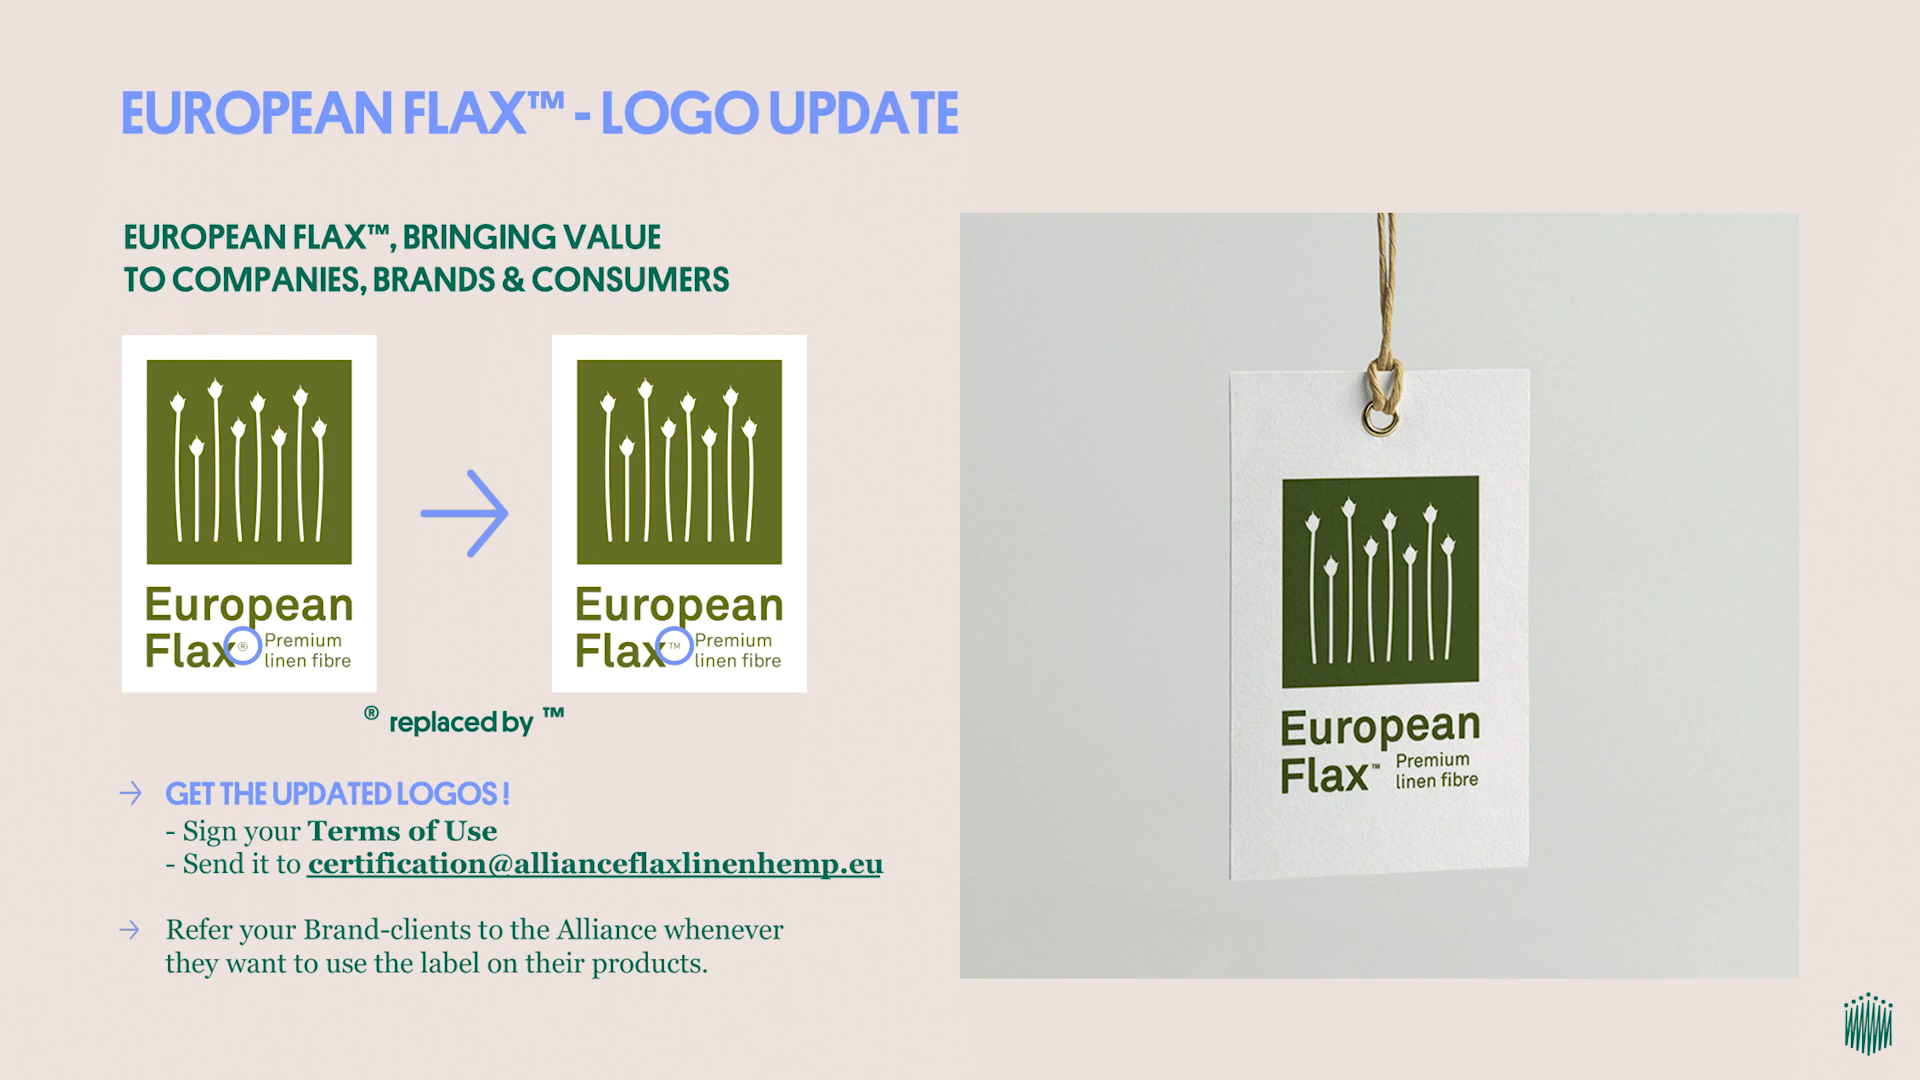 EUROPEAN FLAX™ - LOGO UPDATE
EUROPEAN FLAX™, BRINGING VALUE
TO COMPANIES, BRANDS & CONSUMERS
European
Flax® Premium
linen fibre
European
Flax™ Premium
linen fibre
® replaced by ™
→ GET THE UPDATED LOGOS !
- Sign your Terms of Use
- Send it to certification@allianceflaxlinenhemp.eu
→ Refer your Brand-clients to the Alliance whenever
they want to use the label on their products.
European
Flax™ Premium
linen fibre